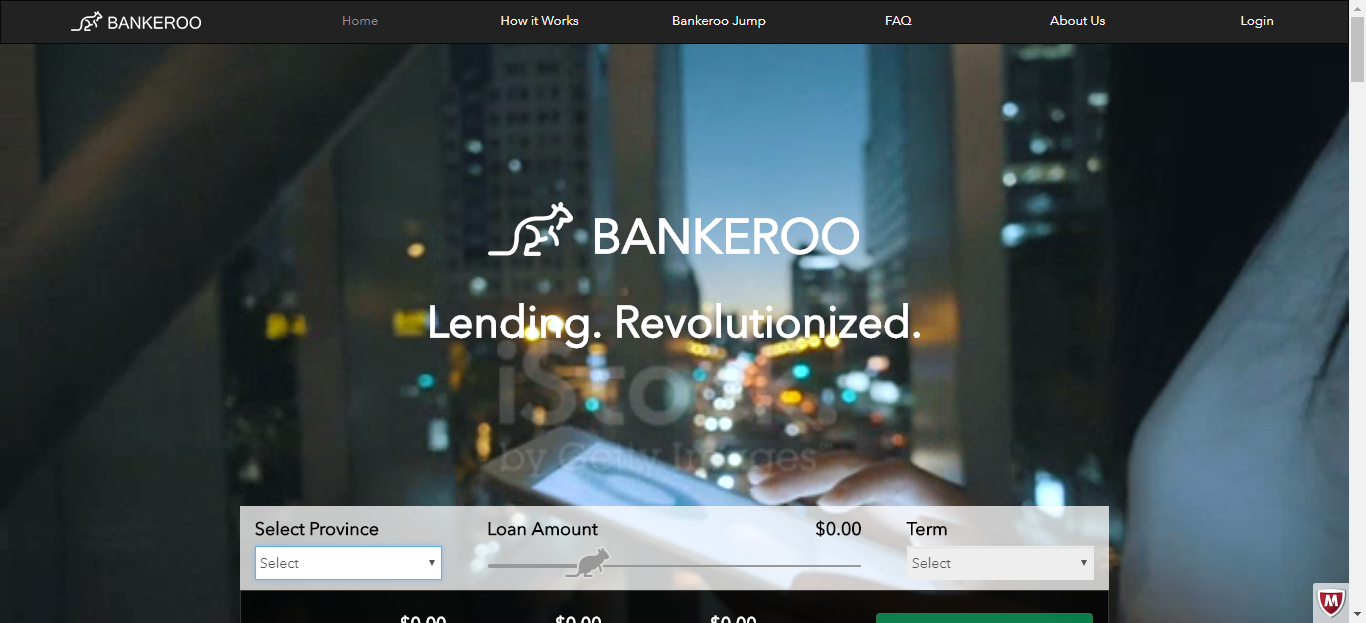 BANKEROO Home How it Works Bankeroo Jump FAQ About Us Login
BANKEROO
Lending. Revolutionized.
iStock.
by Getty Images
Select Province Loan Amount $0.00 Term
Select Select
$0.00 $0.00 $0.00